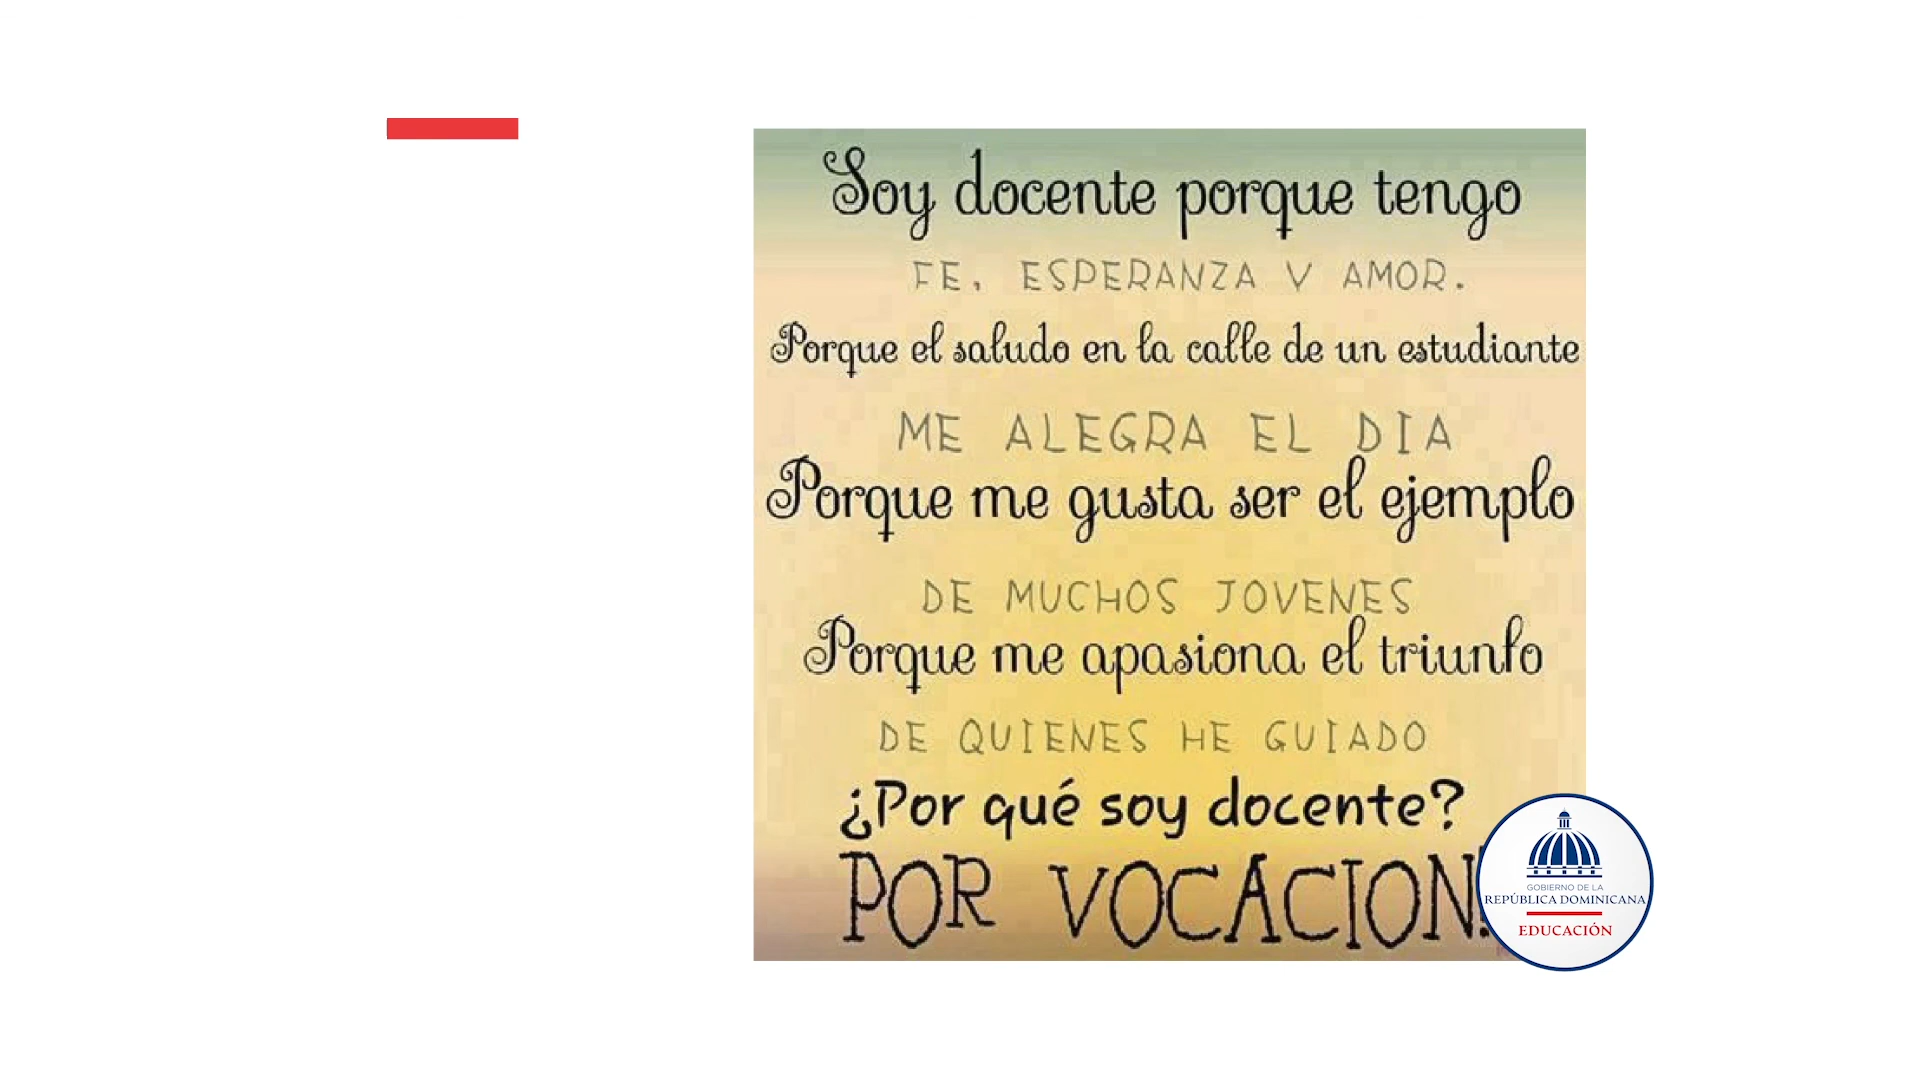 Soy docente porque tengo
FE, ESPERANZA Y AMOR.
Porque el saludo en la calle de un estudiante
ME ALEGRA EL DIA
Porque me gusta ser el ejemplo
DE MUCHOS JOVENES
Porque me apasiona el triunfo
DE QUIENES HE GUIADO
¿Por qué soy docente?
POR VOCACION!
GOBIERNO DE LA
REPÚBLICA DOMINICANA
EDUCACIÓN